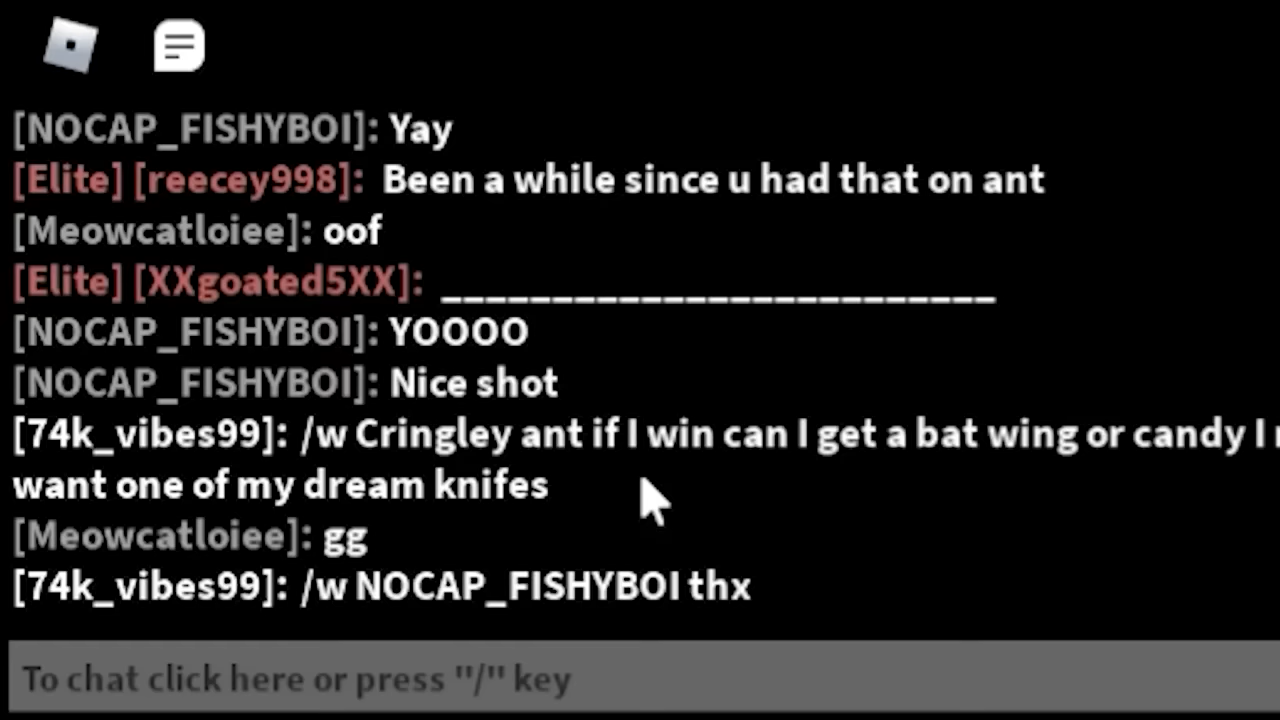 [NOCAP_FISHYBOI]: Yay
[Elite] [reecey998]: Been a while since u had that on ant
[Meowcatloiee]: oof
[Elite] [XXgoated5XX]: _________________________
[NOCAP_FISHYBOI]: YOOOO
[NOCAP_FISHYBOI]: Nice shot
[74k_vibes99]: /w Cringley ant if I win can I get a bat wing or candy I
want one of my dream knifes
[Meowcatloiee]: gg
[74k_vibes99]: /w NOCAP_FISHYBOI thx
To chat click here or press "/" key